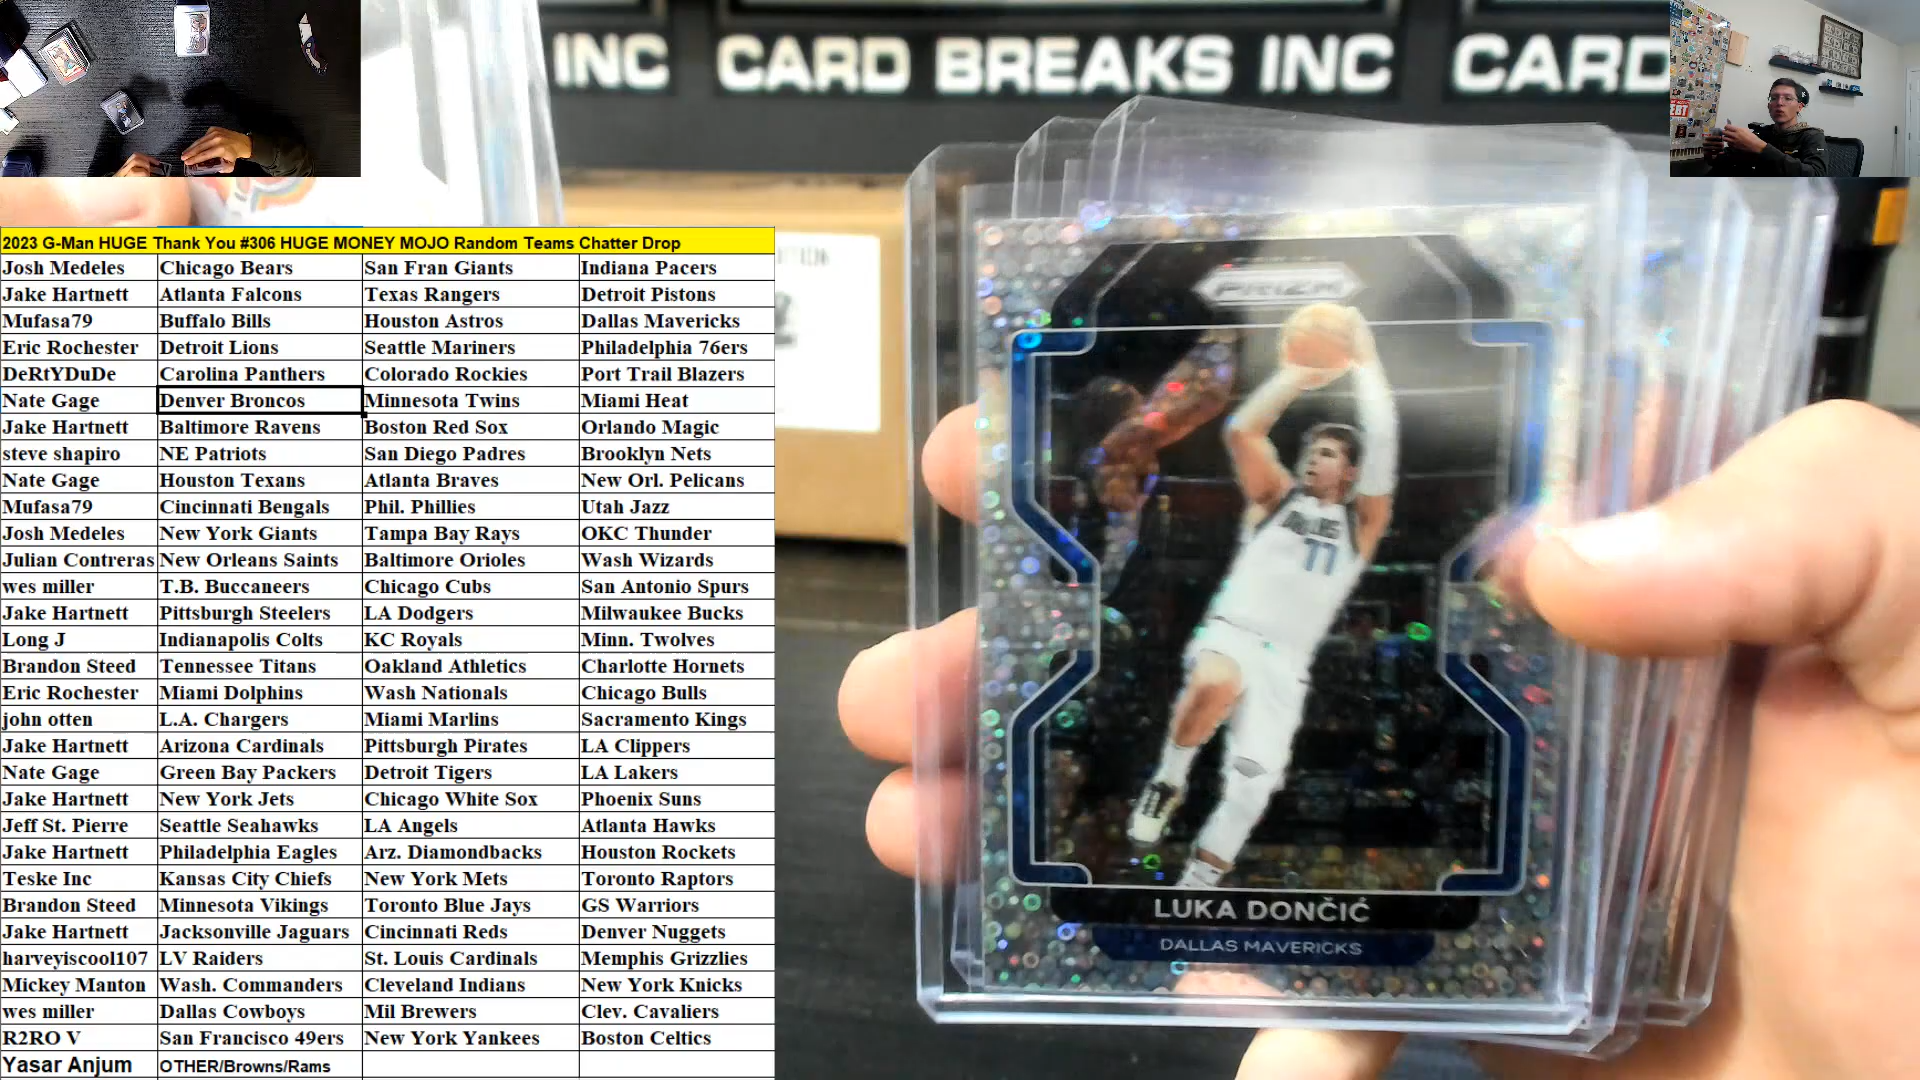 INC CARD BREAKS INC CARD
2023 G-Man HUGE Thank You #306 HUGE MONEY MOJO Random Teams Chatter Drop
Josh Medeles Chicago Bears San Fran Giants Indiana Pacers
Jake Hartnett Atlanta Falcons Texas Rangers Detroit Pistons
Mufasa79 Buffalo Bills Houston Astros Dallas Mavericks
Eric Rochester Detroit Lions Seattle Mariners Philadelphia 76ers
DeRtYDuDe Carolina Panthers Colorado Rockies Port Trail Blazers
Nate Gage Denver Broncos Minnesota Twins Miami Heat
Jake Hartnett Baltimore Ravens Boston Red Sox Orlando Magic
steve shapiro NE Patriots San Diego Padres Brooklyn Nets
Nate Gage Houston Texans Atlanta Braves New Orl. Pelicans
Mufasa79 Cincinnati Bengals Phil. Phillies Utah Jazz
Josh Medeles New York Giants Tampa Bay Rays OKC Thunder
Julian Contreras New Orleans Saints Baltimore Orioles Wash Wizards
wes miller T.B. Buccaneers Chicago Cubs San Antonio Spurs
Jake Hartnett Pittsburgh Steelers LA Dodgers Milwaukee Bucks
Long J Indianapolis Colts KC Royals Minn. Twolves
Brandon Steed Tennessee Titans Oakland Athletics Charlotte Hornets
Eric Rochester Miami Dolphins Wash Nationals Chicago Bulls
john otten L.A. Chargers Miami Marlins Sacramento Kings
Jake Hartnett Arizona Cardinals Pittsburgh Pirates LA Clippers
Nate Gage Green Bay Packers Detroit Tigers LA Lakers
Jake Hartnett New York Jets Chicago White Sox Phoenix Suns
Jeff St. Pierre Seattle Seahawks LA Angels Atlanta Hawks
Jake Hartnett Philadelphia Eagles Arz. Diamondbacks Houston Rockets
Teske Inc Kansas City Chiefs New York Mets Toronto Raptors
Brandon Steed Minnesota Vikings Toronto Blue Jays GS Warriors
Jake Hartnett Jacksonville Jaguars Cincinnati Reds Denver Nuggets
harveyiscool107 LV Raiders St. Louis Cardinals Memphis Grizzlies
Mickey Manton Wash. Commanders Cleveland Indians New York Knicks
wes miller Dallas Cowboys Mil Brewers Clev. Cavaliers
R2RO V San Francisco 49ers New York Yankees Boston Celtics
Yasar Anjum OTHER/Browns/Rams
PRIZM
77
LUKA DONČIĆ
DALLAS MAVERICKS